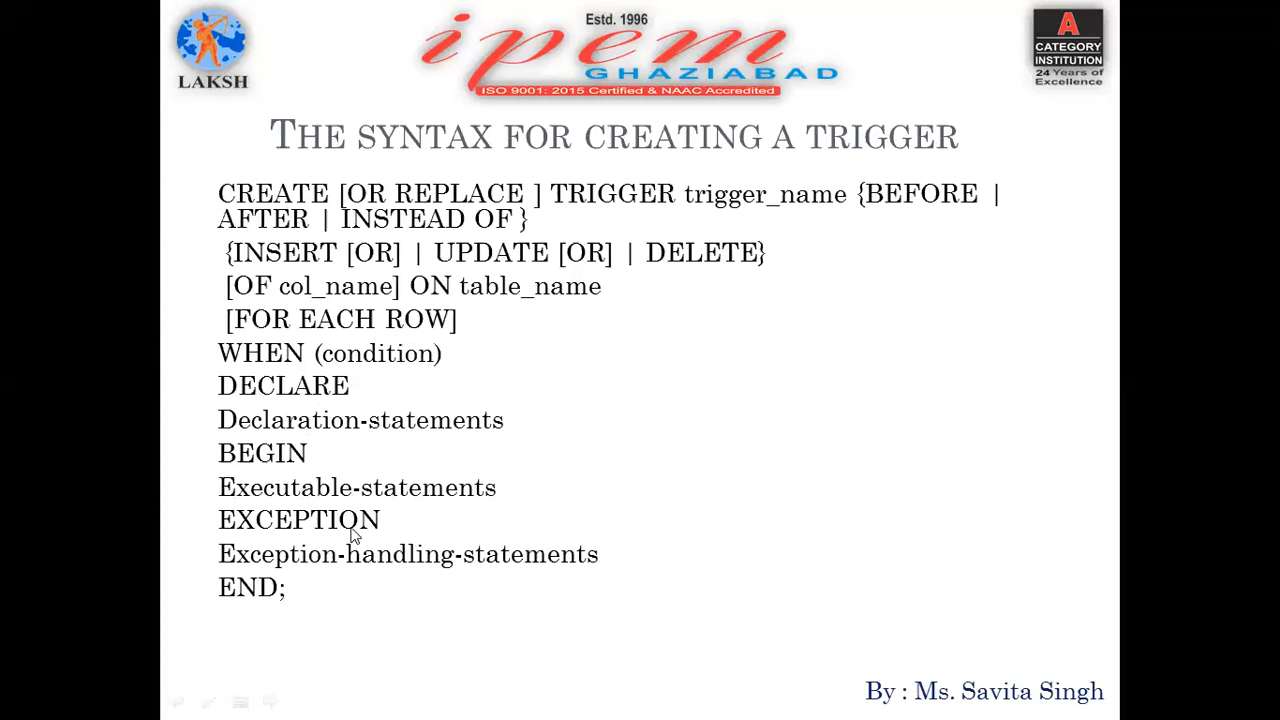 Estd. 1996
LAKSH
ipem
GHAZIABAD
ISO 9001: 2015 Certified & NAAC Accredited
A
CATEGORY
INSTITUTION
24 Years of
Excellence
THE SYNTAX FOR CREATING A TRIGGER
CREATE [OR REPLACE ] TRIGGER trigger_name {BEFORE |
AFTER | INSTEAD OF }
{INSERT [OR] | UPDATE [OR] | DELETE}
[OF col_name] ON table_name
[FOR EACH ROW]
WHEN (condition)
DECLARE
Declaration-statements
BEGIN
Executable-statements
EXCEPTION
Exception-handling-statements
END;
By : Ms. Savita Singh